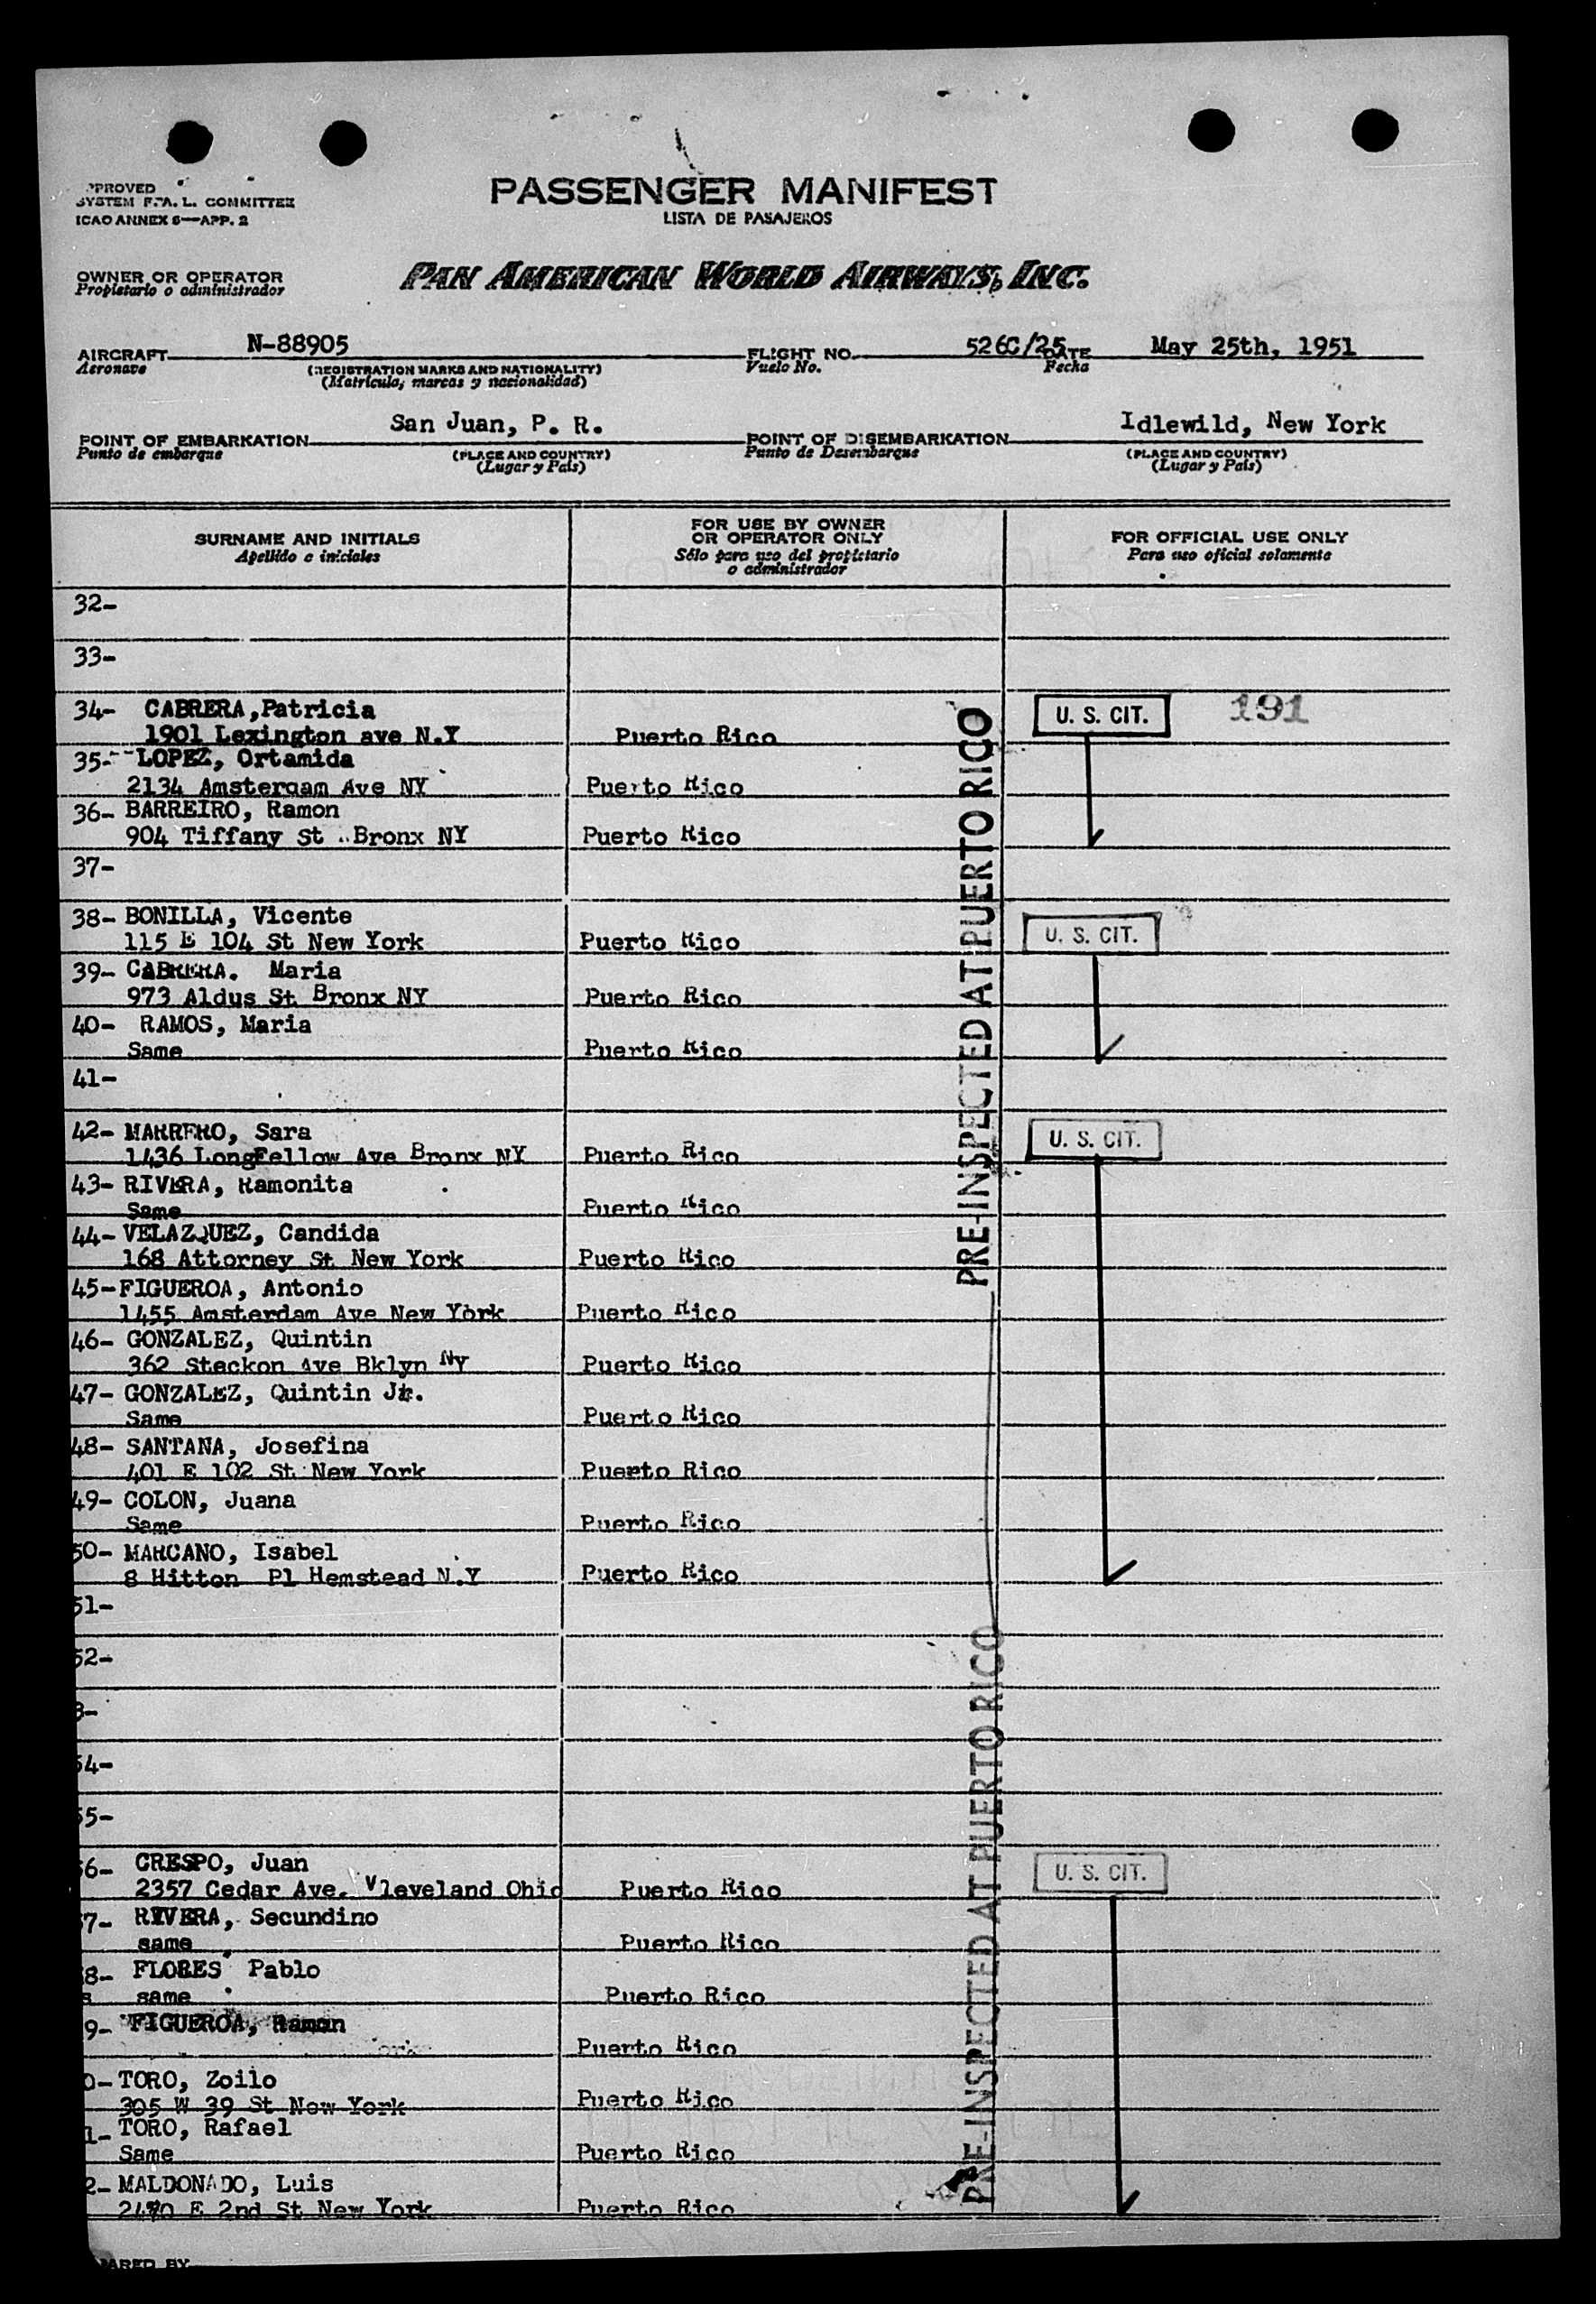 PPROVED
SYSTEM F. A. L. COMMITTEE
ICAO ANNEX 9—APP. 2
PASSENGER MANIFEST
LISTA DE PASAJEROS
OWNER OR OPERATOR
Propietario o administrador
PAN AMERICAN WORLD AIRWAYS, INC.
AIRCRAFT N-88905 FLIGHT NO. 526C/25 DATE May 25th, 1951
Aeronave (REGISTRATION MARKS AND NATIONALITY) Vuelo No. Fecha
(Matricula, marcas y nacionalidad)
POINT OF EMBARKATION San Juan, P. R. POINT OF DISEMBARKATION Idlewild, New York
Punto de embarque (PLACE AND COUNTRY) Punto de Desembarque (PLACE AND COUNTRY)
(Lugar y País) (Lugar y País)
SURNAME AND INITIALS
Apellido e iniciales
FOR USE BY OWNER
OR OPERATOR ONLY
Sólo para uso del propietario
o administrador
FOR OFFICIAL USE ONLY
Para uso oficial solamente
32-
33-
34- CABRERA,Patricia U. S. CIT. 191
1901 Lexington ave N.Y Puerto Rico
35- LOPEZ, Ortamida
2134 Amsterdam Ave NY Puerto Rico
36- BARREIRO, Ramon
904 Tiffany St Bronx NY Puerto Rico
37-
38- BONILLA, Vicente U. S. CIT.
115 E 104 St New York Puerto Rico
39- CABRERA. Maria
973 Aldus St Bronx NY Puerto Rico
40- RAMOS, Maria
Same Puerto Rico
41-
42- MARRERO, Sara U. S. CIT.
1436 LongFellow Ave Bronx NY Puerto Rico
43- RIVERA, Ramonita
Same Puerto Rico
44- VELAZQUEZ, Candida
168 Attorney St New York Puerto Rico
45- FIGUEROA, Antonio
1455 Amsterdam Ave New York Puerto Rico
46- GONZALEZ, Quintin
362 Steckon Ave Bklyn NY Puerto Rico
47- GONZALEZ, Quintin Jr.
Same Puerto Rico
48- SANTANA, Josefina
401 E 102 St New York Puerto Rico
49- COLON, Juana
Same Puerto Rico
50- MARCANO, Isabel
8 Hitton Pl Hemstead N.Y Puerto Rico
51-
52-
3-
54-
55-
PRE-INSPECTED AT PUERTO RICO
PRE-INSPECTED AT PUERTO RICO
6- CRESPO, Juan U. S. CIT.
2357 Cedar Ave. Vleveland Ohio Puerto Rico
7- RIVERA, Secundino
same Puerto Rico
8- FLORES Pablo
same Puerto Rico
9- FIGUEROA, Ramon
Puerto Rico
0- TORO, Zoilo
305 W 39 St New York Puerto Rico
1- TORO, Rafael
Same Puerto Rico
2- MALDONADO, Luis
E 2nd St New York Puerto Rico
PARED BY